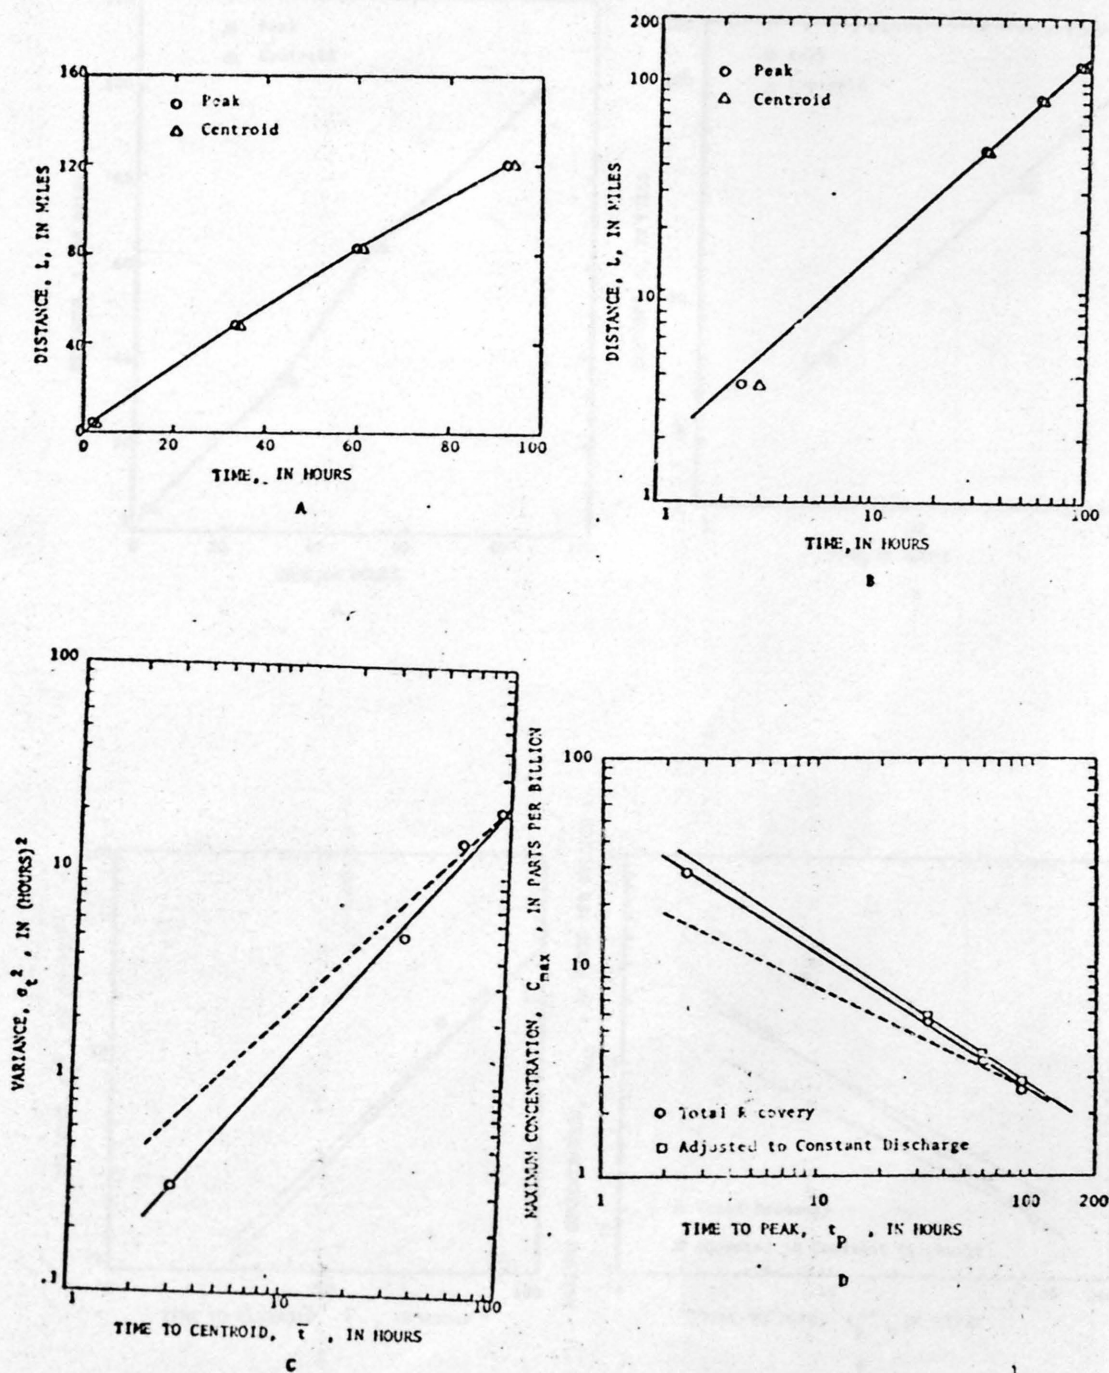 160
120
80
40
0
DISTANCE, L, IN MILES
o Peak
Δ Centroid
0 20 40 60 80 100
TIME, IN HOURS
A
200
100
10
1
DISTANCE, L, IN MILES
o Peak
Δ Centroid
1 10 100
TIME, IN HOURS
B
100
10
1
.1
VARIANCE, σt², IN (HOURS)²
1 10 100
TIME TO CENTROID, t̄, IN HOURS
C
100
10
1
MAXIMUM CONCENTRATION, Cmax, IN PARTS PER BILLION
o Total R covery
□ Adjusted to Constant Discharge
1 10 100 200
TIME TO PEAK, tp, IN HOURS
D